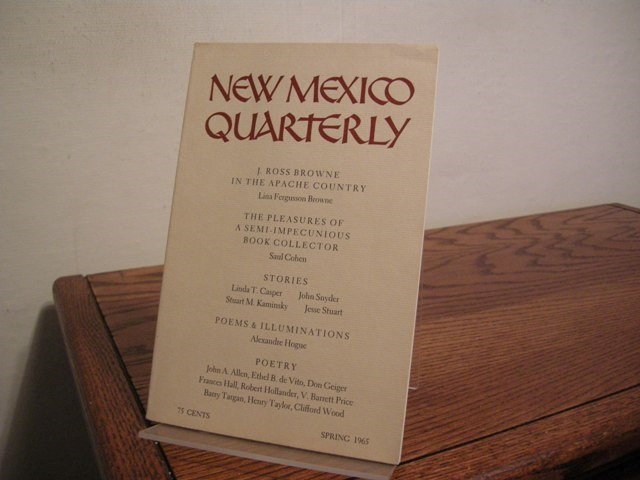 NEW MEXICO
QUARTERLY
J. ROSS BROWNE
IN THE APACHE COUNTRY
Lina Fergusson Browne
THE PLEASURES OF
A SEMI-IMPECUNIOUS
BOOK COLLECTOR
Saul Cohen
STORIES
Linda T. Casper John Snyder
Stuart M. Kaminsky Jesse Stuart
POEMS & ILLUMINATIONS
Alexandre Hogue
POETRY
John A. Allen, Ethel B. de Vito, Don Geiger
Frances Hall, Robert Hollander, V. Barrett Price
Barry Targan, Henry Taylor, Clifford Wood
75 CENTS
SPRING 1965